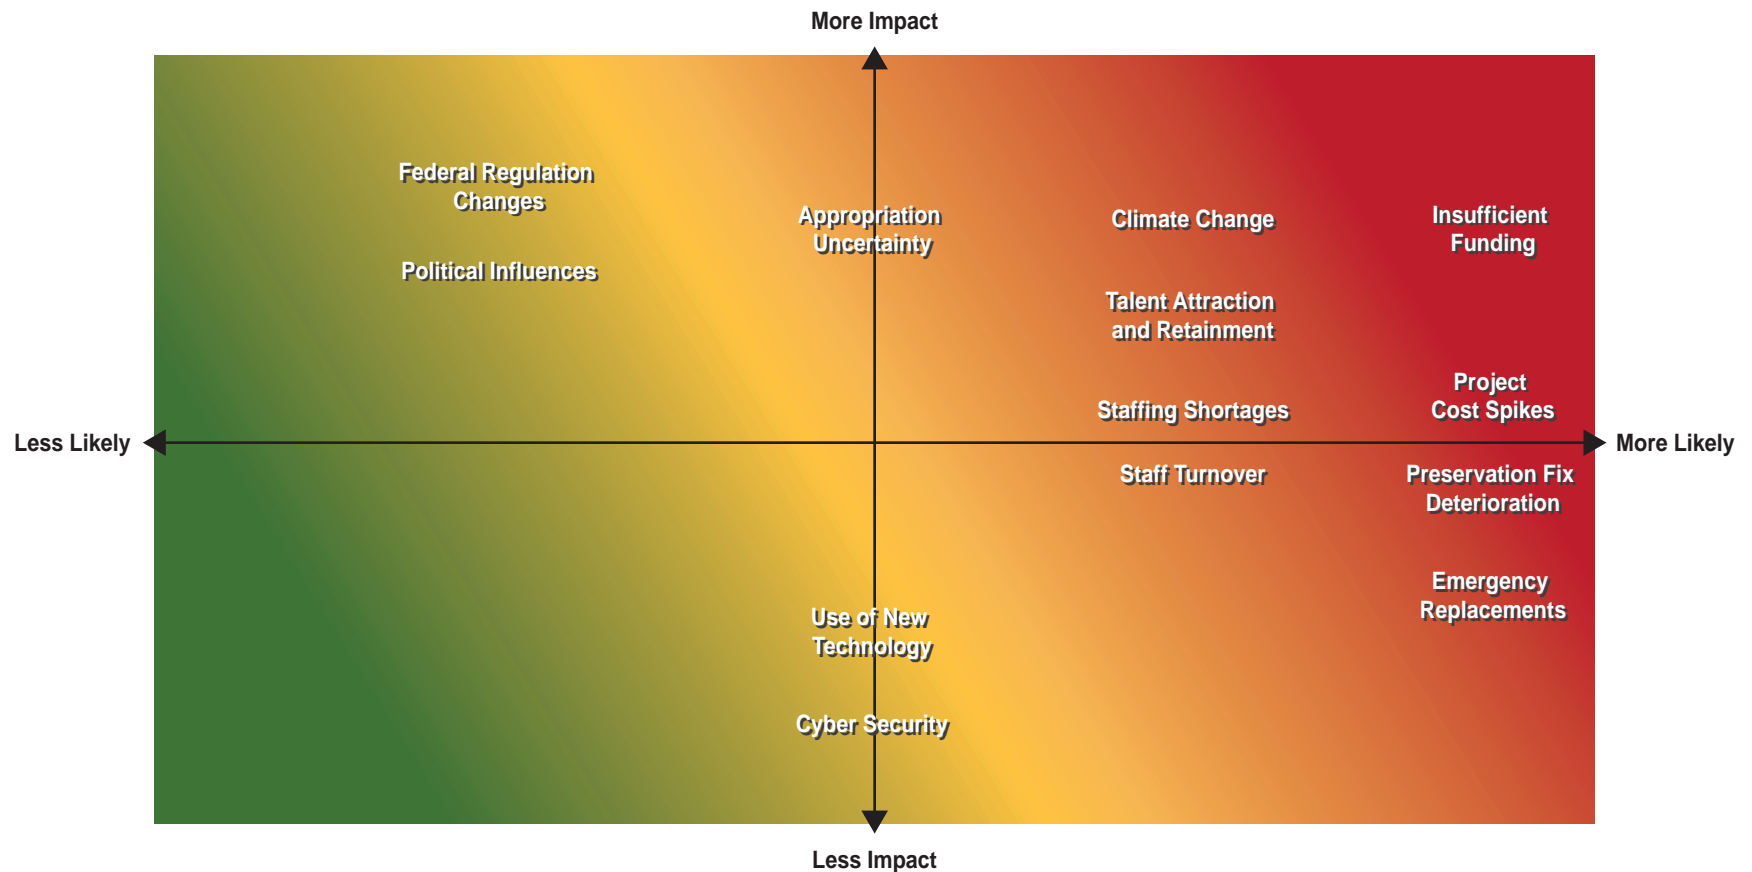 More Impact
Federal Regulation
Changes
Political Influences
Appropriation
Uncertainty
Climate Change
Insufficient
Funding
Talent Attraction
and Retainment
Project
Cost Spikes
Staffing Shortages
Less Likely
More Likely
Staff Turnover
Preservation Fix
Deterioration
Emergency
Replacements
Use of New
Technology
Cyber Security
Less Impact